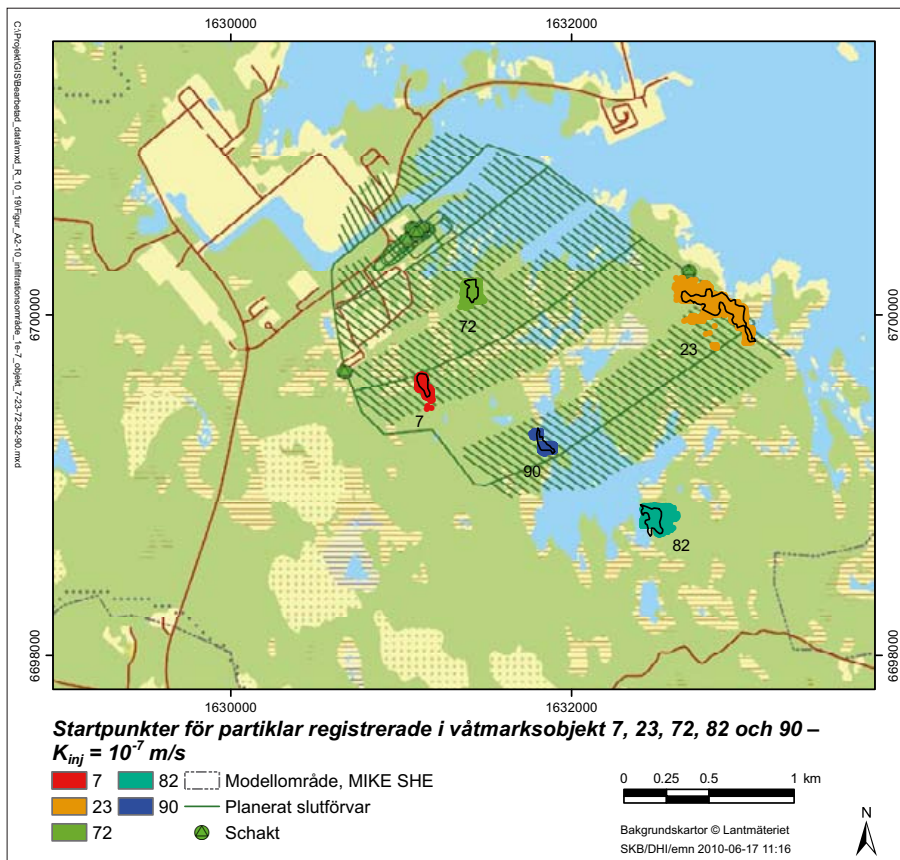 1630000
1632000
C:\Projekt\GIS\Bearbetad_data\mxd_R_10_19\Figur_A2-10_infiltrationsområde_1e-7_objekt_7-23-72-82-90.mxd
6700000
6700000
72
23
7
90
82
6698000
6698000
1630000
1632000
Startpunkter för partiklar registrerade i våtmarksobjekt 7, 23, 72, 82 och 90 –
Kinj = 10-7 m/s
7
82
Modellområde, MIKE SHE
23
90
Planerat slutförvar
72
Schakt
0 0.25 0.5 1 km
Bakgrundskartor © Lantmäteriet
SKB/DHI/emn 2010-06-17 11:16
N